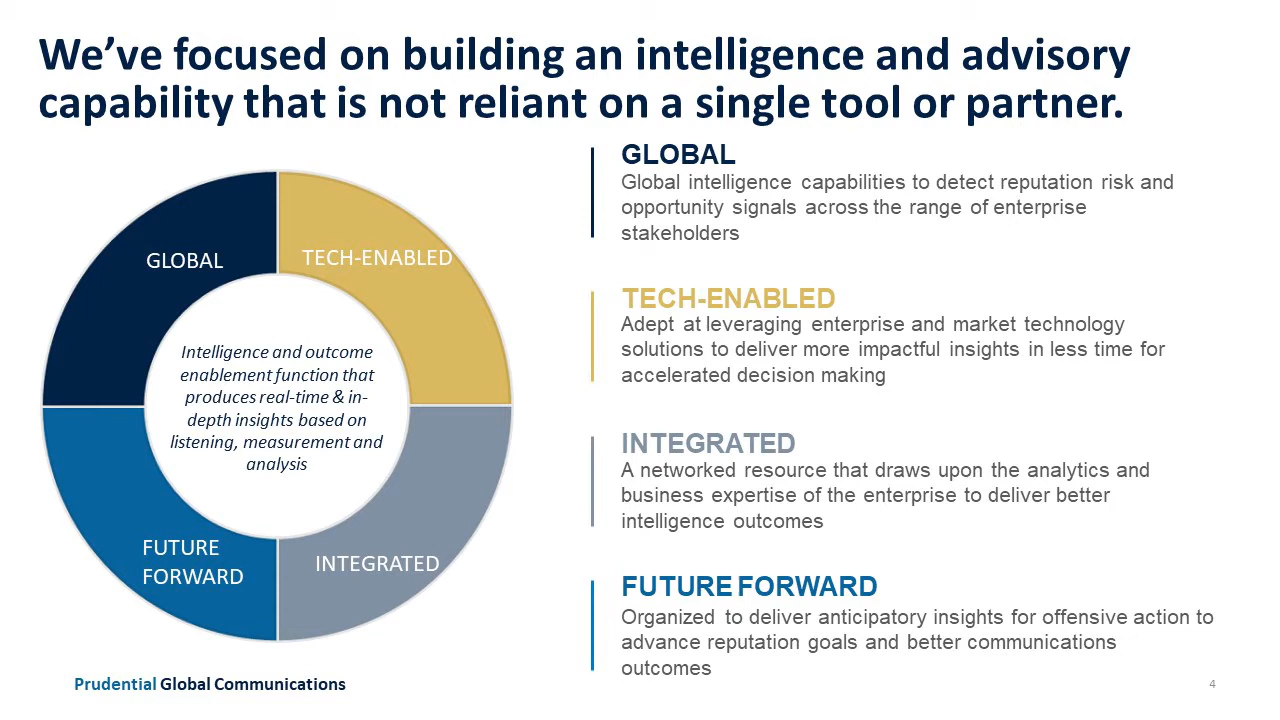 We’ve focused on building an intelligence and advisory
capability that is not reliant on a single tool or partner.
GLOBAL
TECH-ENABLED
Intelligence and outcome
enablement function that
produces real-time & in-
depth insights based on
listening, measurement and
analysis
FUTURE
FORWARD
INTEGRATED
GLOBAL
Global intelligence capabilities to detect reputation risk and
opportunity signals across the range of enterprise
stakeholders
TECH-ENABLED
Adept at leveraging enterprise and market technology
solutions to deliver more impactful insights in less time for
accelerated decision making
INTEGRATED
A networked resource that draws upon the analytics and
business expertise of the enterprise to deliver better
intelligence outcomes
FUTURE FORWARD
Organized to deliver anticipatory insights for offensive action to
advance reputation goals and better communications
outcomes
Prudential Global Communications
4